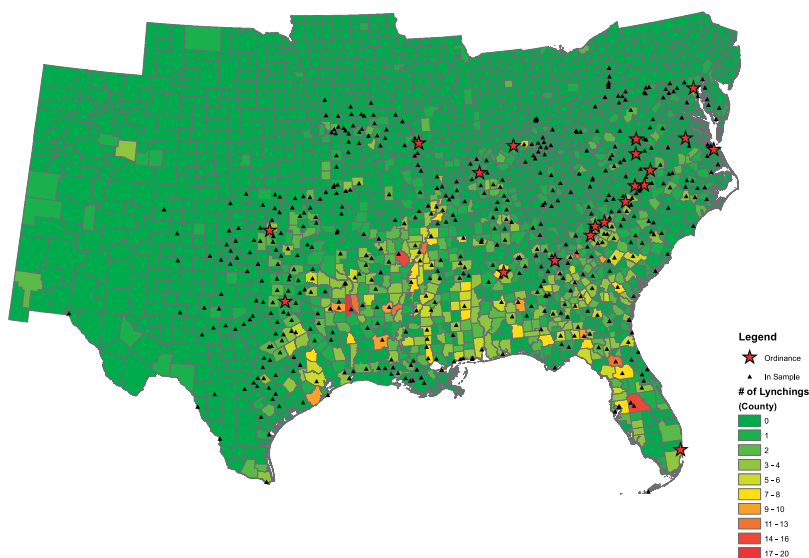 Legend
Ordinance
In Sample
# of Lynchings
(County)
0
1
2
3 - 4
5 - 6
7 - 8
9 - 10
11 - 13
14 - 16
17 - 20